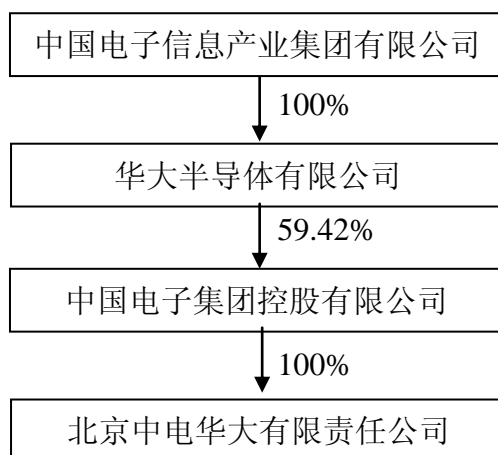 中国电子信息产业集团有限公司
100%
华大半导体有限公司
59.42%
中国电子集团控股有限公司
100%
北京中电华大有限责任公司